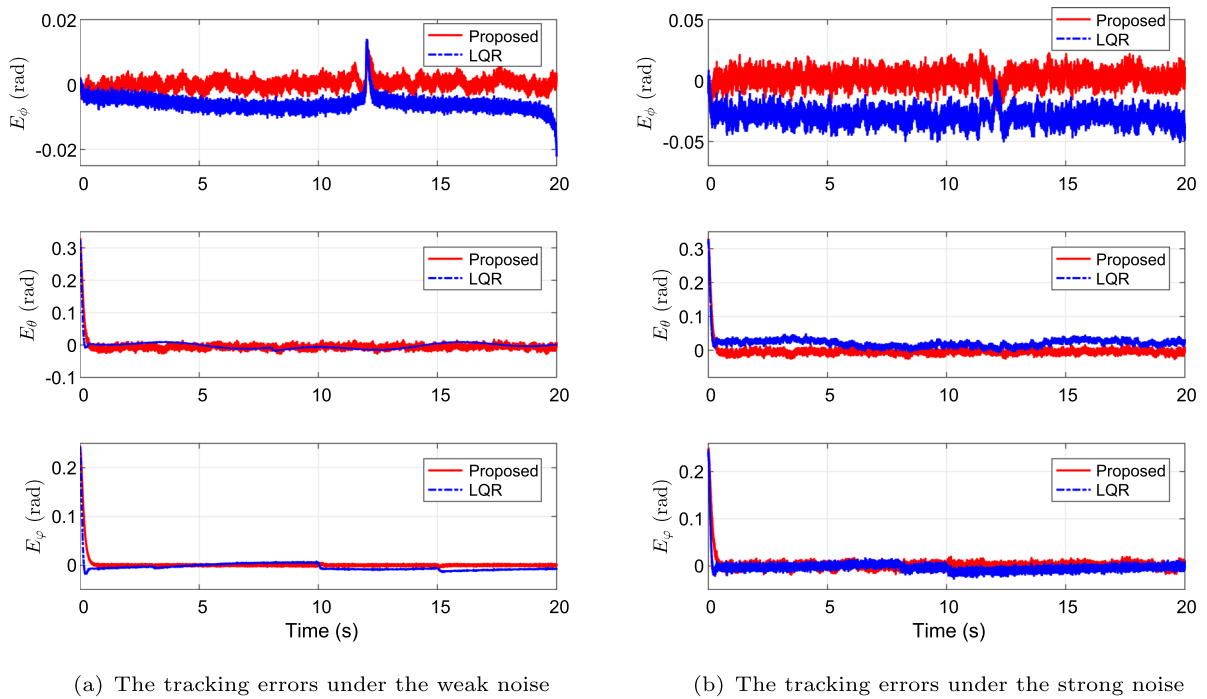 0.02
0
-0.02
E_ϕ (rad)
Proposed
LQR
0 5 10 15 20
0.3
0.2
0.1
0
-0.1
E_θ (rad)
Proposed
LQR
0 5 10 15 20
0.2
0.1
0
E_φ (rad)
Proposed
LQR
0 5 10 15 20
Time (s)
(a) The tracking errors under the weak noise
0.05
0
-0.05
E_ϕ (rad)
Proposed
LQR
0 5 10 15 20
0.3
0.2
0.1
0
E_θ (rad)
Proposed
LQR
0 5 10 15 20
0.2
0.1
0
E_φ (rad)
Proposed
LQR
0 5 10 15 20
Time (s)
(b) The tracking errors under the strong noise